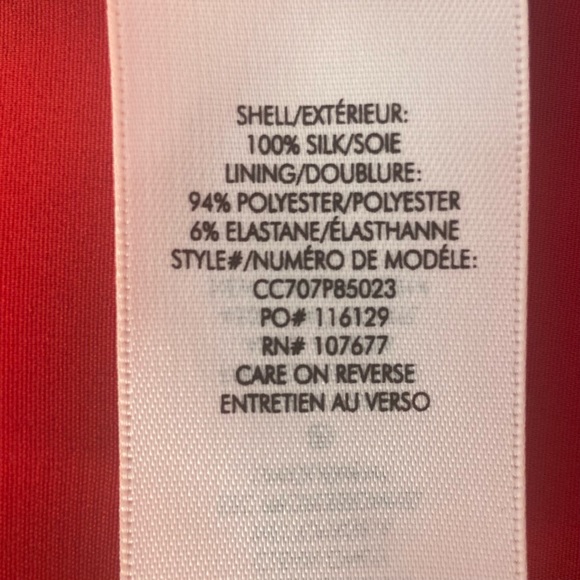 SHELL/EXTÉRIEUR:
100% SILK/SOIE
LINING/DOUBLURE:
94% POLYESTER/POLYESTER
6% ELASTANE/ÉLASTHANNE
STYLE#/NUMÉRO DE MODÉLE:
CC707P85023
PO# 116129
RN# 107677
CARE ON REVERSE
ENTRETIEN AU VERSO